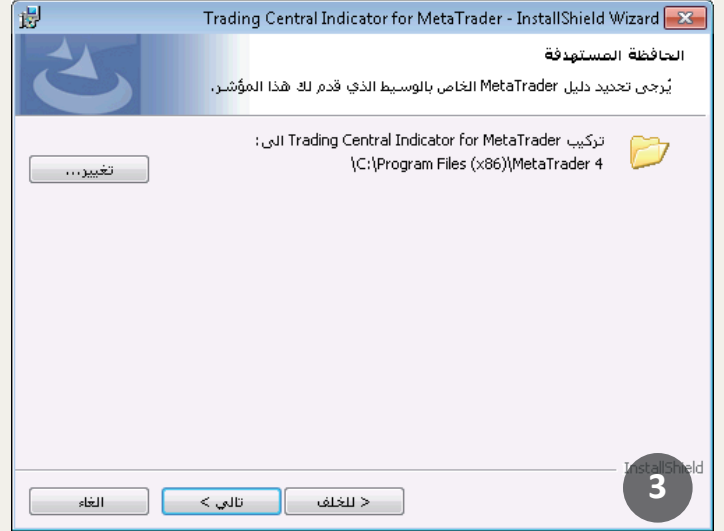 Trading Central Indicator for MetaTrader - InstallShield Wizard
الحافظة المستهدفة
يُرجى تحديد دليل MetaTrader الخاص بالوسيط الذي قدم لك هذا المؤشر.
تركيب Trading Central Indicator for MetaTrader الى:
\C:\Program Files (x86)\MetaTrader 4
تغيير...
InstallShield
3
< للخلف
تالي >
الغاء